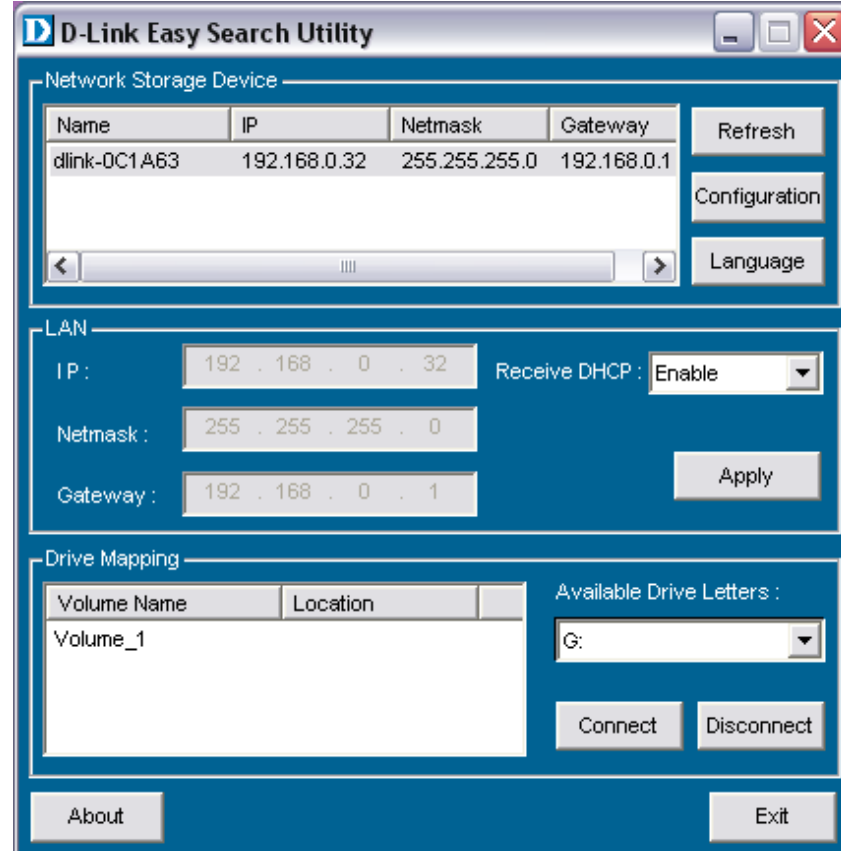 D-Link Easy Search Utility
Network Storage Device
Name IP Netmask Gateway
dlink-0C1A63 192.168.0.32 255.255.255.0 192.168.0.1
Refresh
Configuration
Language
LAN
IP : 192 . 168 . 0 . 32 Receive DHCP : Enable
Netmask : 255 . 255 . 255 . 0
Gateway : 192 . 168 . 0 . 1
Apply
Drive Mapping
Volume Name Location
Volume_1
Available Drive Letters :
G:
Connect Disconnect
About Exit